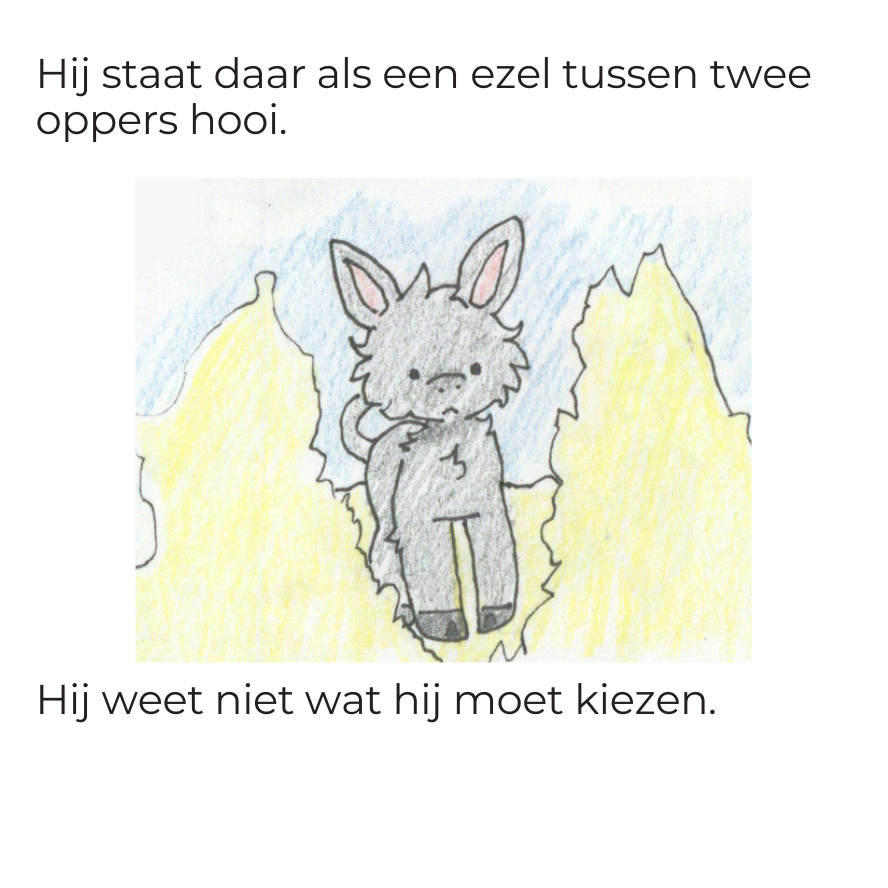 Hij staat daar als een ezel tussen twee
oppers hooi.
Hij weet niet wat hij moet kiezen.